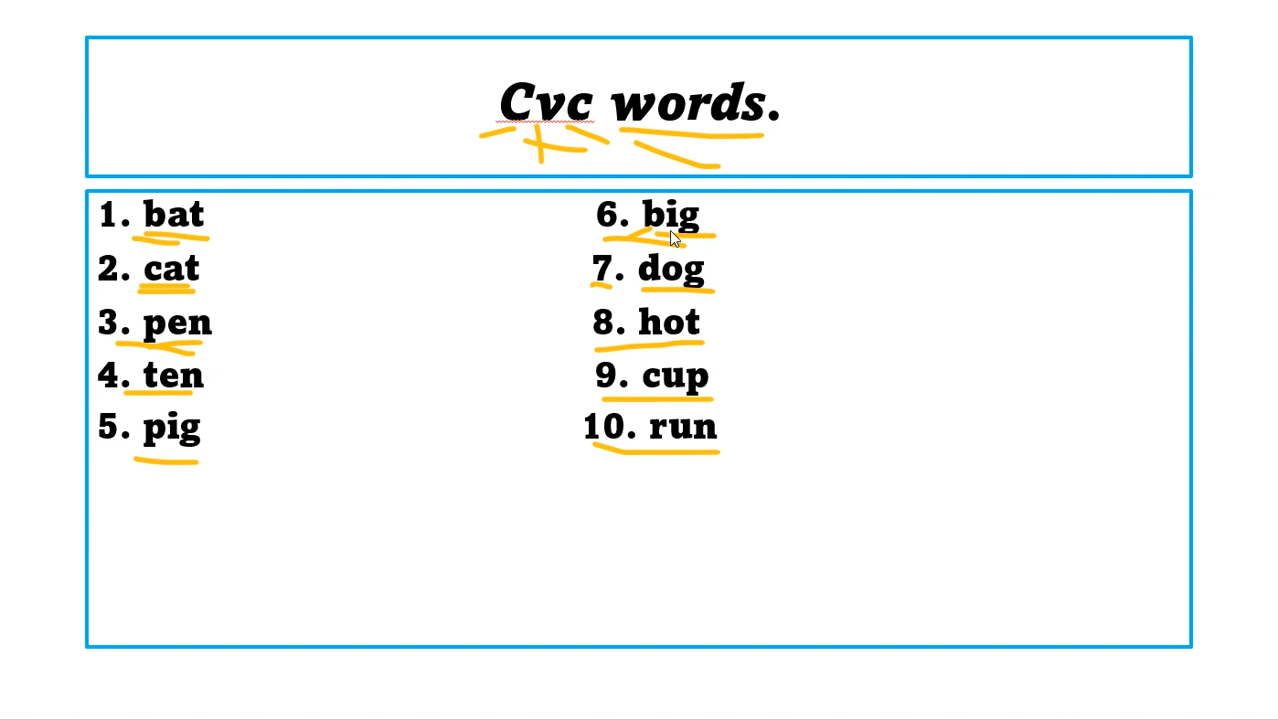 Cvc words.
1. bat
2. cat
3. pen
4. ten
5. pig
6. big
7. dog
8. hot
9. cup
10. run